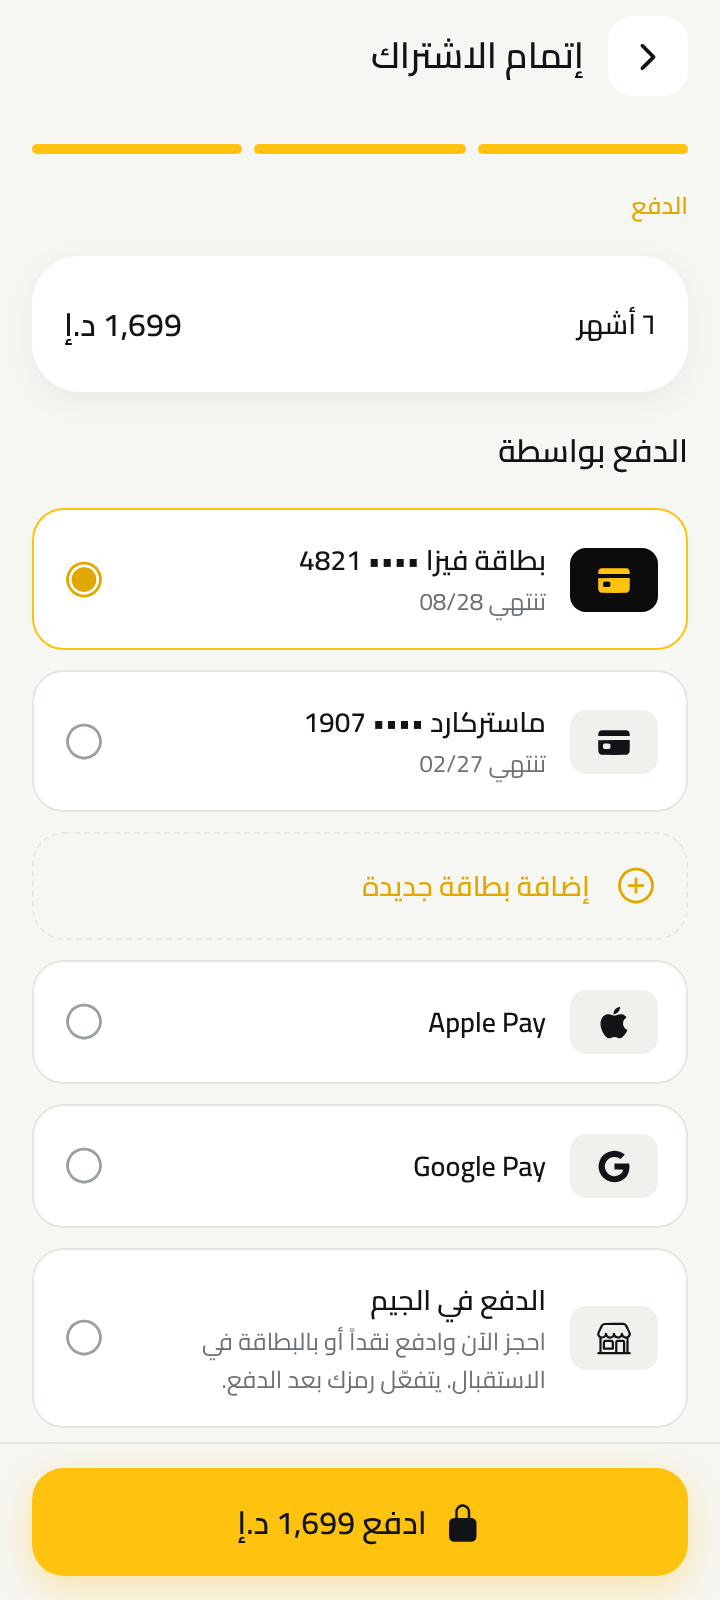 إتمام الاشتراك
الدفع
٦ أشهر
1,699 د.إ
الدفع بواسطة
بطاقة فيزا •••• 4821
تنتهي 08/28
ماستركارد •••• 1907
تنتهي 02/27
إضافة بطاقة جديدة
Apple Pay
Google Pay
الدفع في الجيم
احجز الآن وادفع نقداً أو بالبطاقة في
الاستقبال. يتفعّل رمزك بعد الدفع.
ادفع 1,699 د.إ